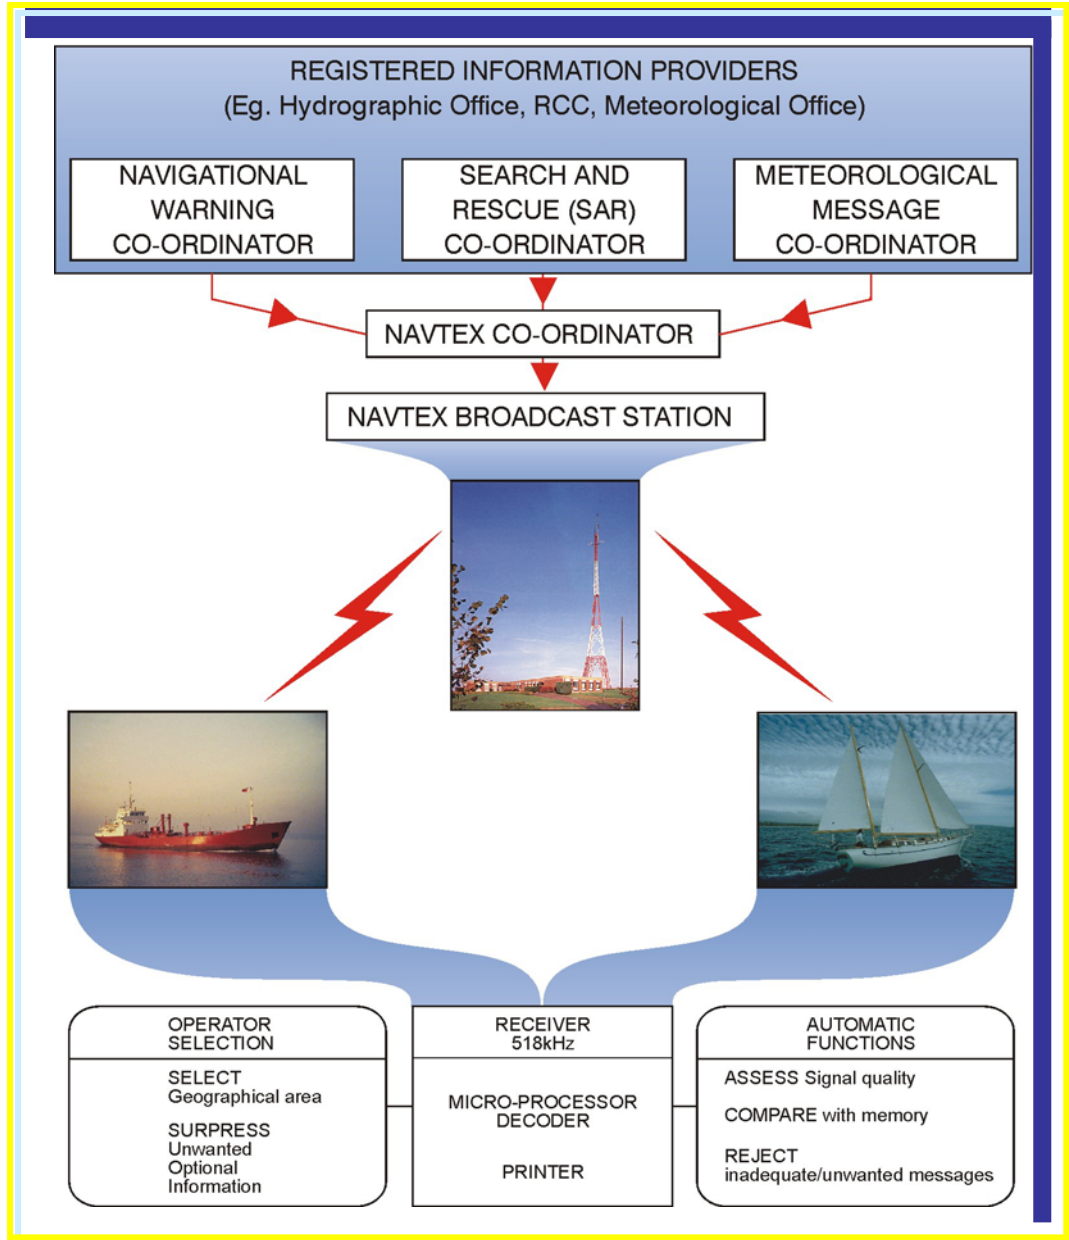 REGISTERED INFORMATION PROVIDERS
(Eg. Hydrographic Office, RCC, Meteorological Office)
NAVIGATIONAL
WARNING
CO-ORDINATOR
SEARCH AND
RESCUE (SAR)
CO-ORDINATOR
METEOROLOGICAL
MESSAGE
CO-ORDINATOR
NAVTEX CO-ORDINATOR
NAVTEX BROADCAST STATION
OPERATOR
SELECTION
SELECT
Geographical area
SURPRESS
Unwanted
Optional
Information
RECEIVER
518kHz
MICRO-PROCESSOR
DECODER
PRINTER
AUTOMATIC
FUNCTIONS
ASSESS Signal quality
COMPARE with memory
REJECT
inadequate/unwanted messages